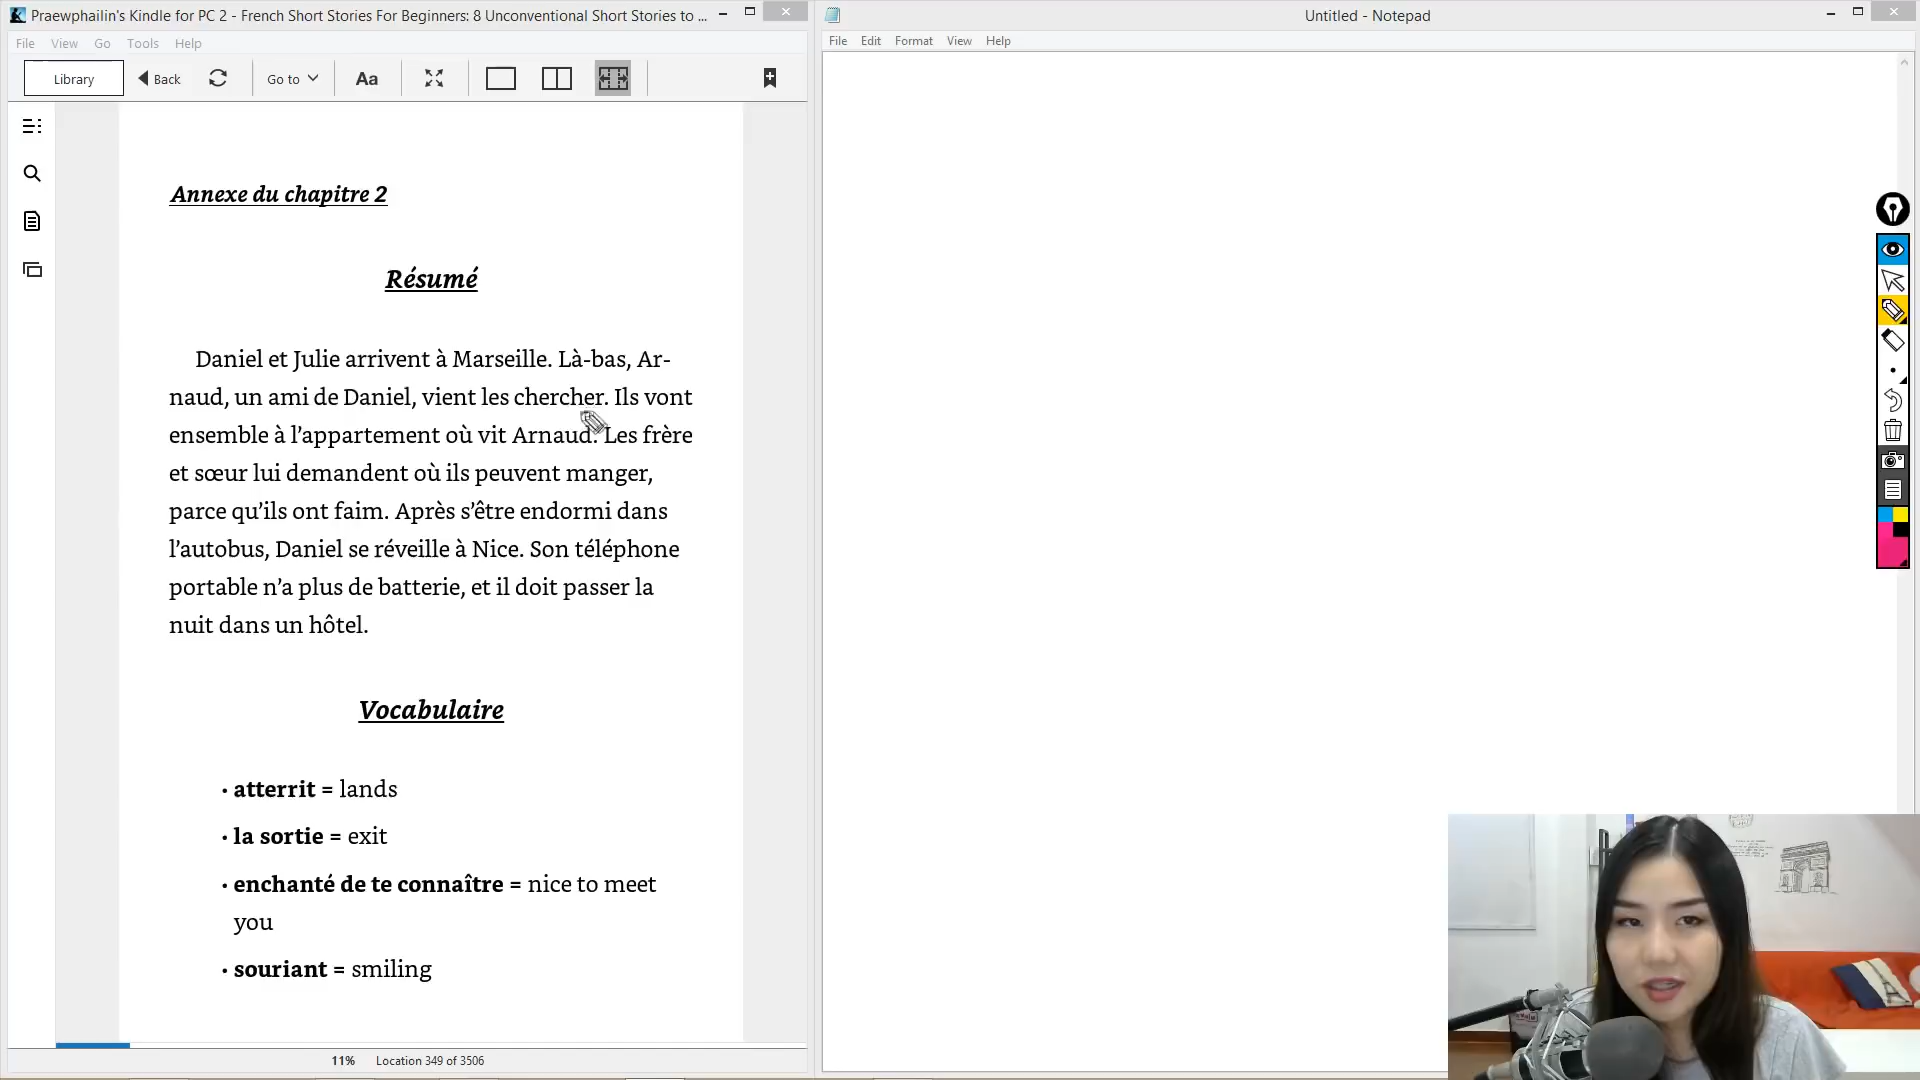 Praewphailin's Kindle for PC 2 - French Short Stories For Beginners: 8 Unconventional Short Stories to ...
File View Go Tools Help
Library Back Go to Aa
Annexe du chapitre 2
Résumé
Daniel et Julie arrivent à Marseille. Là-bas, Ar-
naud, un ami de Daniel, vient les chercher. Ils vont
ensemble à l'appartement où vit Arnaud. Les frère
et sœur lui demandent où ils peuvent manger,
parce qu'ils ont faim. Après s'être endormi dans
l'autobus, Daniel se réveille à Nice. Son téléphone
portable n'a plus de batterie, et il doit passer la
nuit dans un hôtel.
Vocabulaire
• atterrit = lands
• la sortie = exit
• enchanté de te connaître = nice to meet
you
• souriant = smiling
11% Location 349 of 3506
Untitled - Notepad
File Edit Format View Help